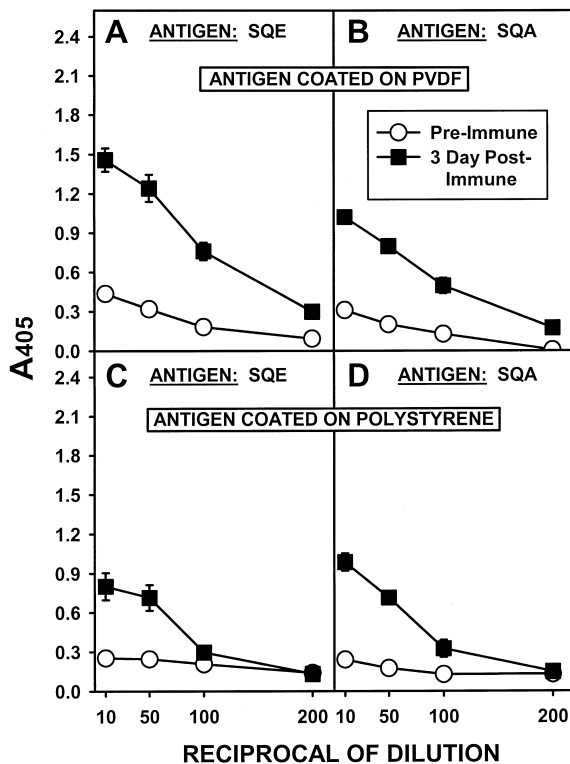 A ANTIGEN: SQE
B ANTIGEN: SQA
ANTIGEN COATED ON PVDF
Pre-Immune
3 Day Post-
Immune
2.4
2.1
1.8
1.5
1.2
0.9
0.6
0.3
0.0
A405
C ANTIGEN: SQE
D ANTIGEN: SQA
ANTIGEN COATED ON POLYSTYRENE
2.4
2.1
1.8
1.5
1.2
0.9
0.6
0.3
0.0
10 50 100 200 10 50 100 200
RECIPROCAL OF DILUTION